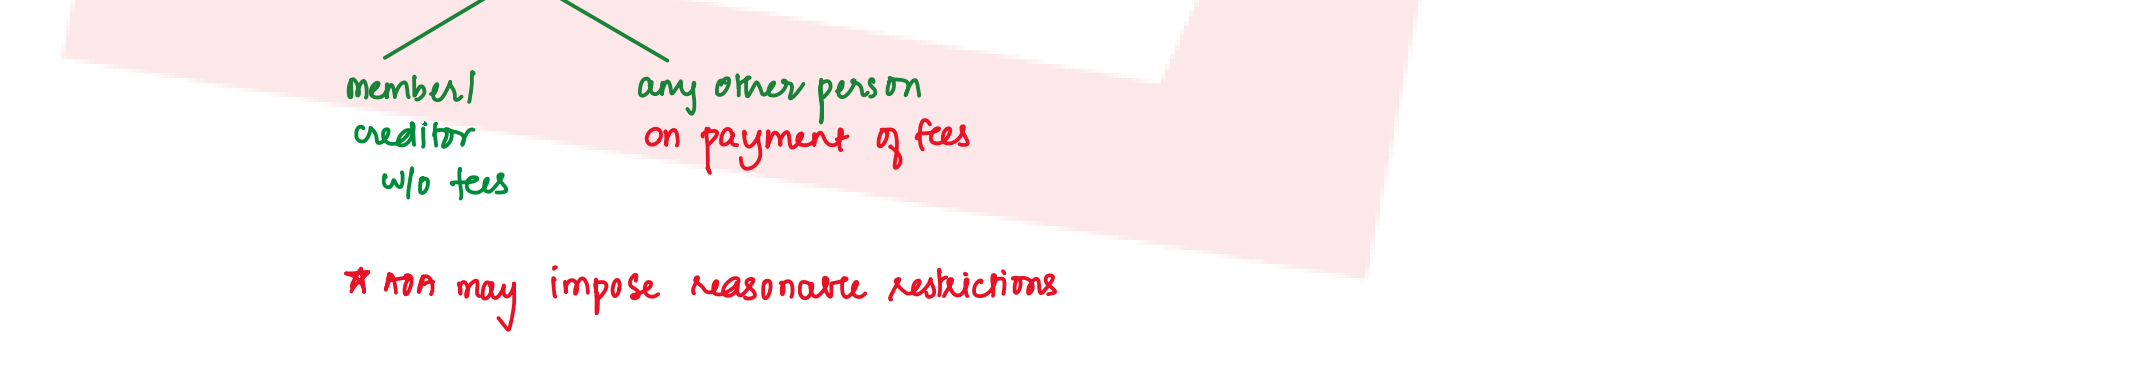 member/ any other person
creditor on payment of fees
w/o fees
* AOA may impose reasonable restrictions